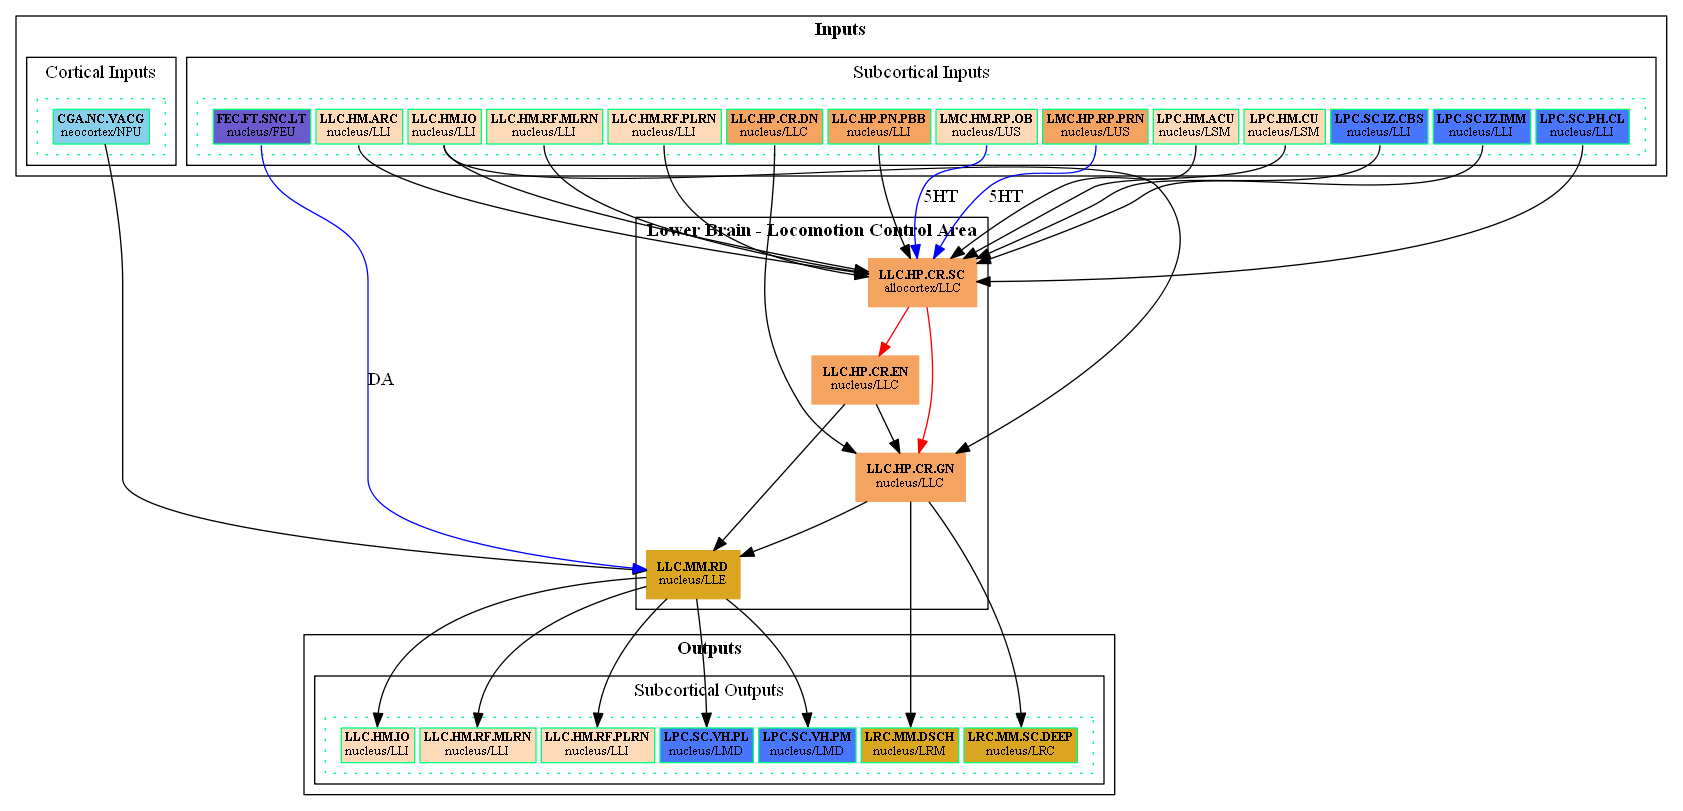 Inputs
Cortical Inputs
Subcortical Inputs
CGA.NC.VACG
neocortex/NPU
FEC.FT.SNC.LT
nucleus/FEU
LLC.HM.ARC
nucleus/LLI
LLC.HM.IO
nucleus/LLI
LLC.HM.RF.MLRN
nucleus/LLI
LLC.HM.RF.PLRN
nucleus/LLI
LLC.HP.CR.DN
nucleus/LLC
LLC.HP.PN.PBB
nucleus/LLI
LMC.HM.RP.OB
nucleus/LUS
LMC.HP.RP.PRN
nucleus/LUS
LPC.HM.ACU
nucleus/LSM
LPC.HM.CU
nucleus/LSM
LPC.SC.IZ.CBS
nucleus/LLI
LPC.SC.IZ.IMM
nucleus/LLI
LPC.SC.PH.CL
nucleus/LLI
5HT
5HT
Lower Brain - Locomotion Control Area
LLC.HP.CR.SC
allocortex/LLC
LLC.HP.CR.EN
nucleus/LLC
DA
LLC.HP.CR.GN
nucleus/LLC
LLC.MM.RD
nucleus/LLE
Outputs
Subcortical Outputs
LLC.HM.IO
nucleus/LLI
LLC.HM.RF.MLRN
nucleus/LLI
LLC.HM.RF.PLRN
nucleus/LLI
LPC.SC.VH.PL
nucleus/LMD
LPC.SC.VH.PM
nucleus/LMD
LRC.MM.DSCH
nucleus/LRM
LRC.MM.SC.DEEP
nucleus/LRC